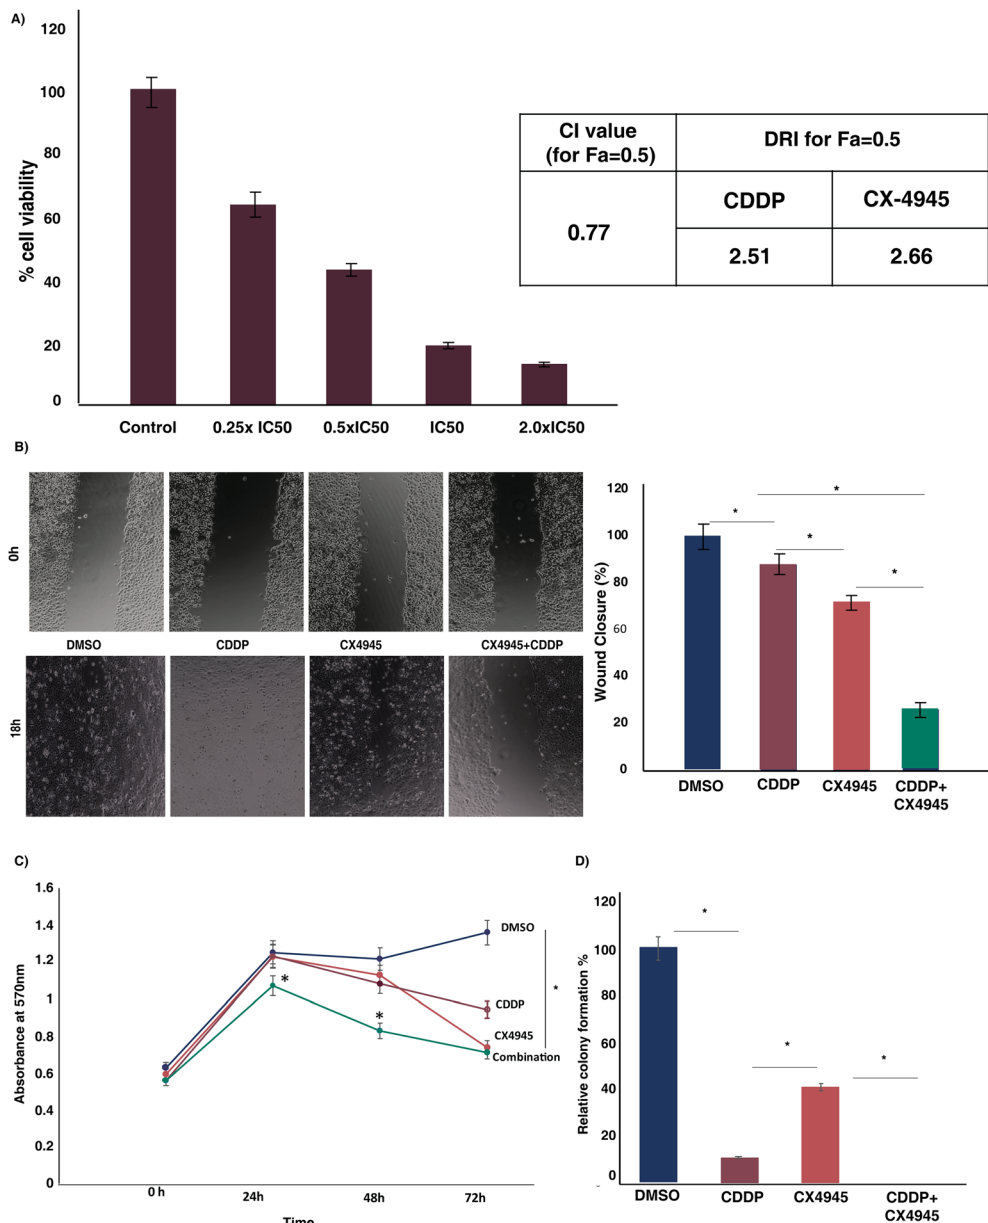 A)
120
100
80
60
40
20
0
% cell viability
Control
0.25x IC50
0.5xIC50
IC50
2.0xIC50
CI value
(for Fa=0.5)
DRI for Fa=0.5
CDDP
CX-4945
0.77
2.51
2.66
B)
0h
DMSO
CDDP
CX4945
CX4945+CDDP
18h
120
100
80
60
40
20
0
Wound Closure (%)
*
*
*
*
DMSO
CDDP
CX4945
CDDP+
CX4945
C)
1.6
1.4
1.2
1
0.8
0.6
0.4
0.2
0
Absorbance at 570nm
*
*
*
DMSO
CDDP
CX4945
Combination
0 h
24h
48h
72h
Time
D)
120
100
80
60
40
20
0
Relative colony formation %
*
*
*
DMSO
CDDP
CX4945
CDDP+
CX4945